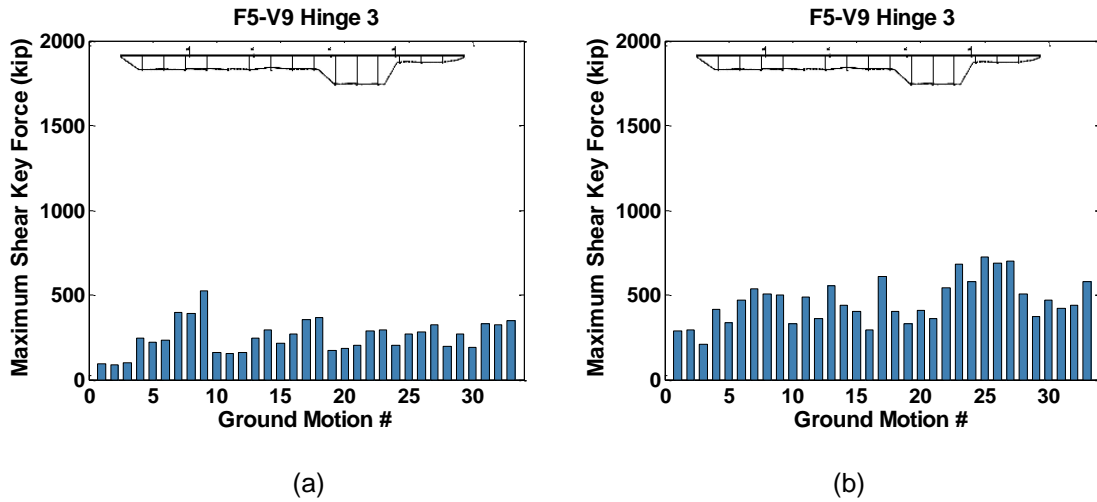 F5-V9 Hinge 3
2000
1500
1000
500
0
Maximum Shear Key Force (kip)
0 5 10 15 20 25 30
Ground Motion #
(a)
F5-V9 Hinge 3
2000
1500
1000
500
0
Maximum Shear Key Force (kip)
0 5 10 15 20 25 30
Ground Motion #
(b)